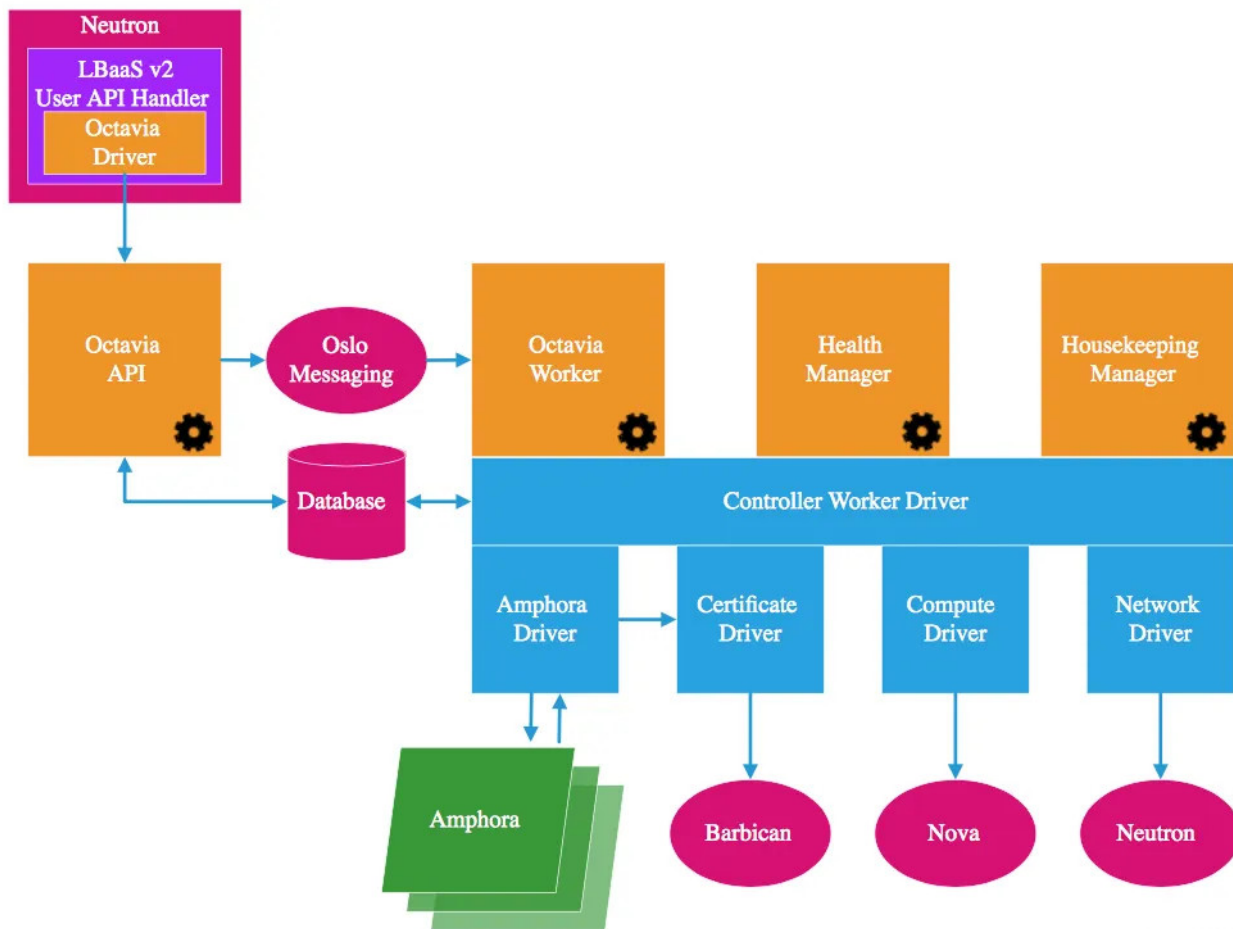 Neutron
LBaaS v2
User API Handler
Octavia
Driver
Octavia
API
Oslo
Messaging
Octavia
Worker
Health
Manager
Housekeeping
Manager
Database
Controller Worker Driver
Amphora
Driver
Certificate
Driver
Compute
Driver
Network
Driver
Amphora
Barbican
Nova
Neutron